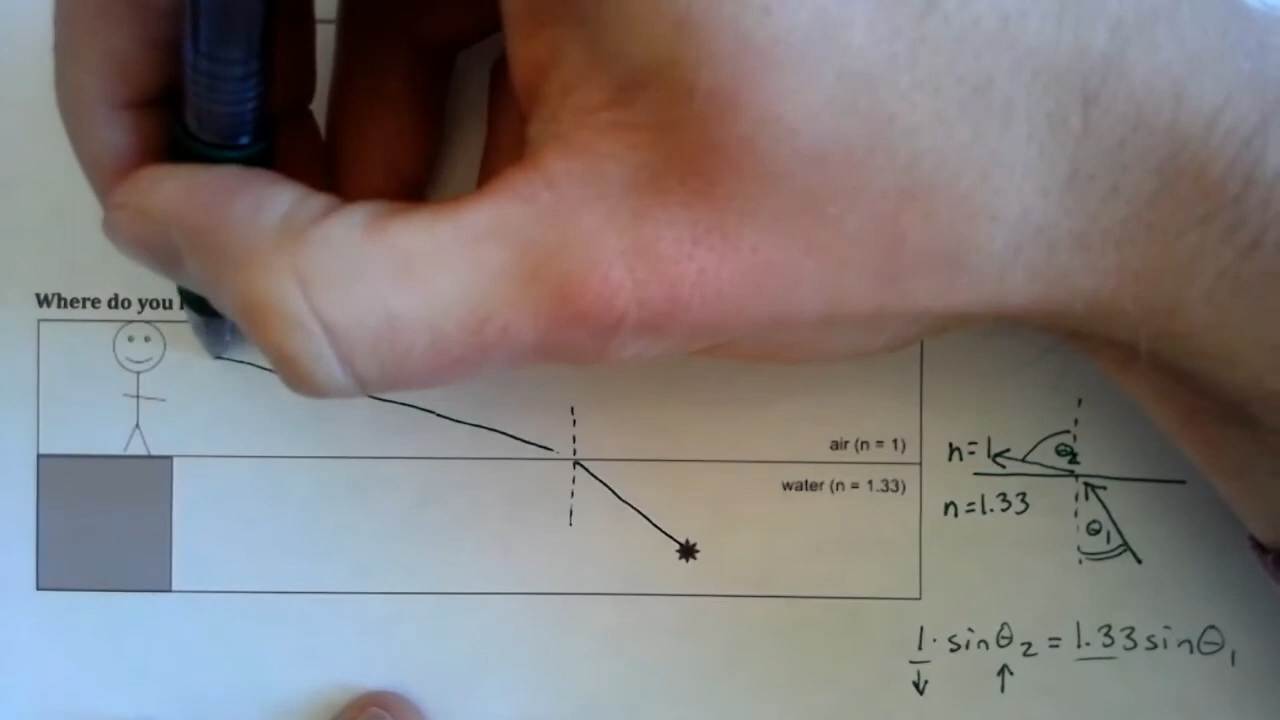 Where do you
air (n = 1)
water (n = 1.33)
n=1
θ2
n=1.33
θ1
1· sinθ2 = 1.33sinθ1